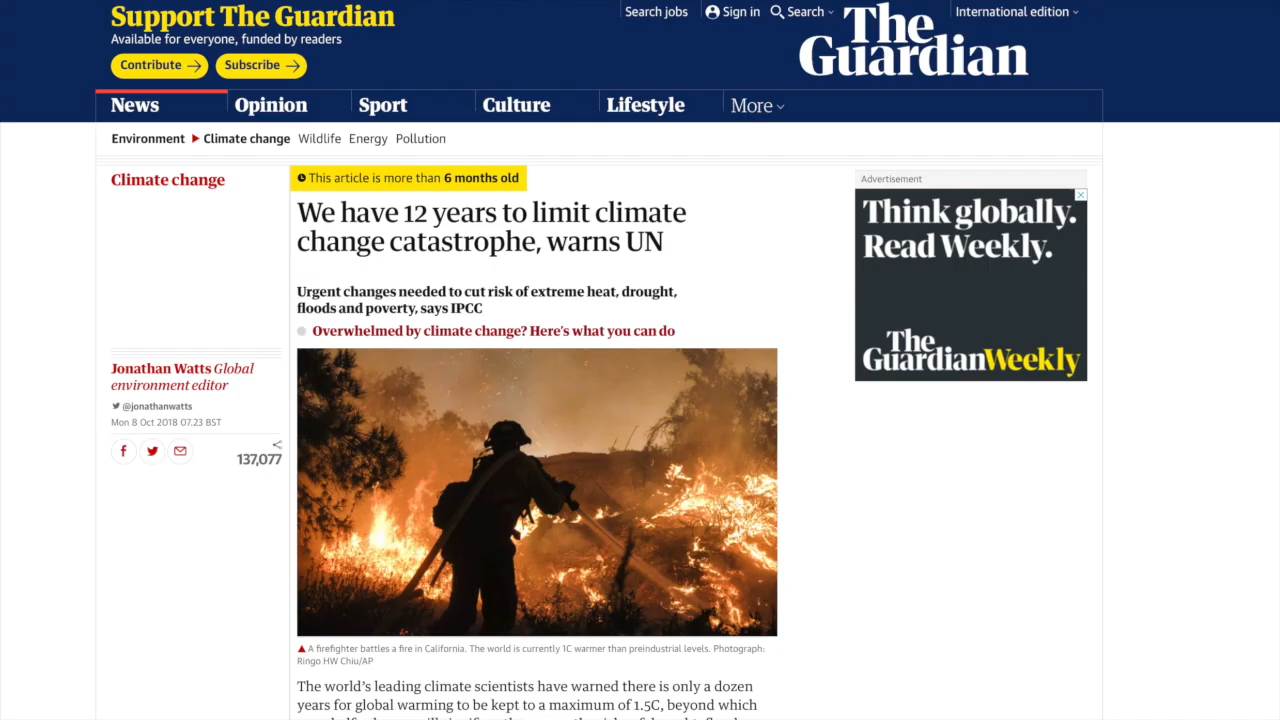 Support The Guardian
Available for everyone, funded by readers
Contribute
Subscribe
Search jobs
Sign in
Search
International edition
The Guardian
News
Opinion
Sport
Culture
Lifestyle
More
Environment
Climate change
Wildlife
Energy
Pollution
Climate change
This article is more than 6 months old
We have 12 years to limit climate
change catastrophe, warns UN
Urgent changes needed to cut risk of extreme heat, drought,
floods and poverty, says IPCC
Overwhelmed by climate change? Here's what you can do
Jonathan Watts Global
environment editor
@jonathanwatts
Mon 8 Oct 2018 07.23 BST
137,077
A firefighter battles a fire in California. The world is currently 1C warmer than preindustrial levels. Photograph:
Ringo HW Chiu/AP
The world's leading climate scientists have warned there is only a dozen
years for global warming to be kept to a maximum of 1.5C, beyond which
Advertisement
Think globally.
Read Weekly.
The
GuardianWeekly